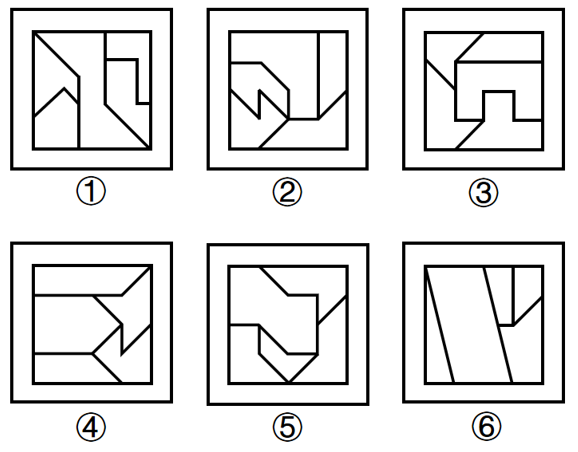 ① ② ③
④ ⑤ ⑥